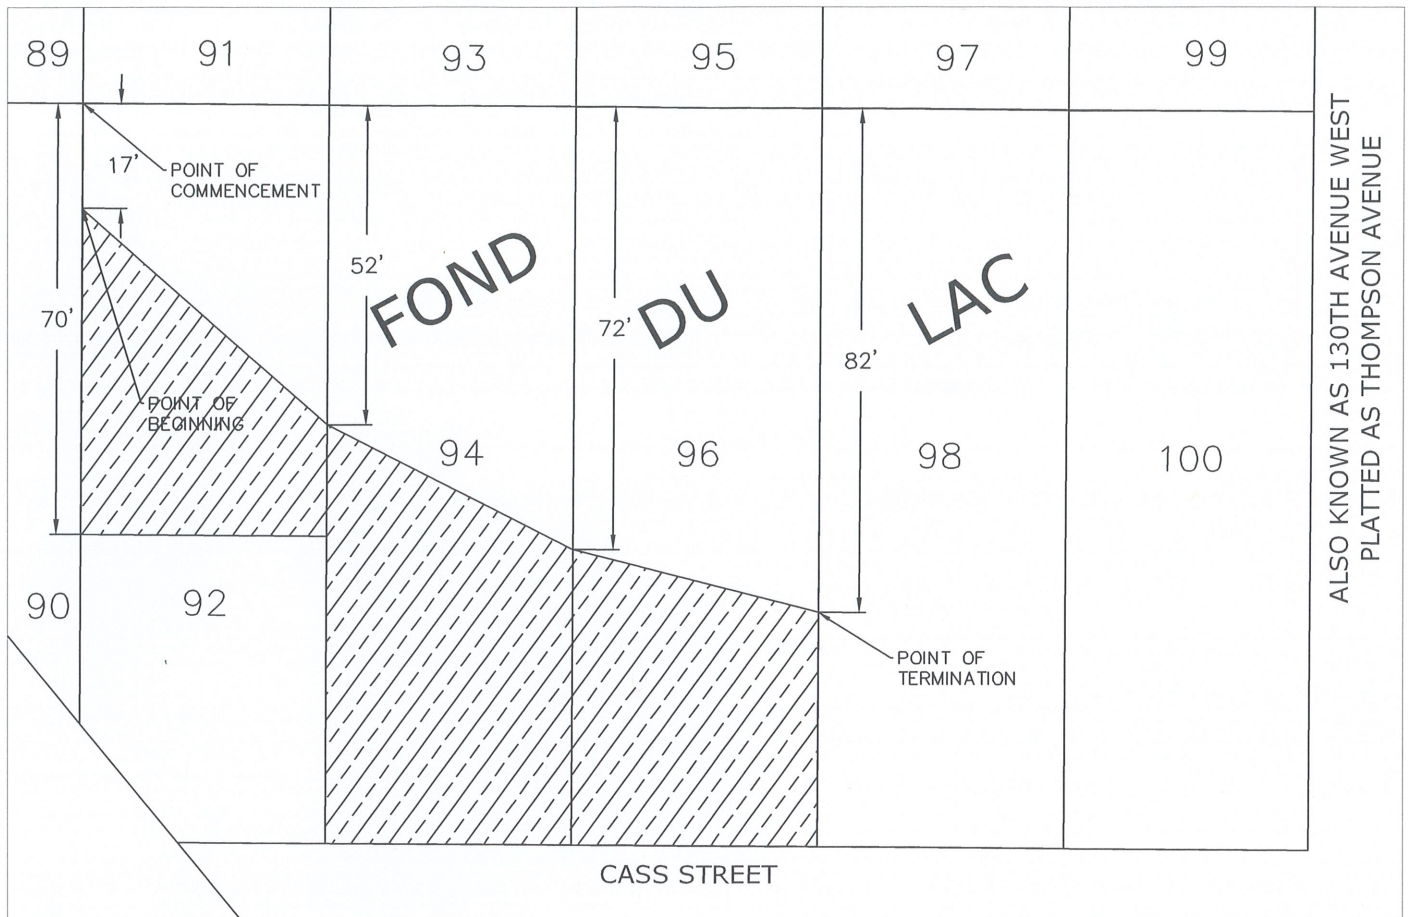 89
91
93
95
97
99
17'
POINT OF
COMMENCEMENT
70'
52'
72'
82'
FOND
DU
LAC
POINT OF
BEGINNING
94
96
98
100
90
92
POINT OF
TERMINATION
CASS STREET
ALSO KNOWN AS 130TH AVENUE WEST
PLATTED AS THOMPSON AVENUE